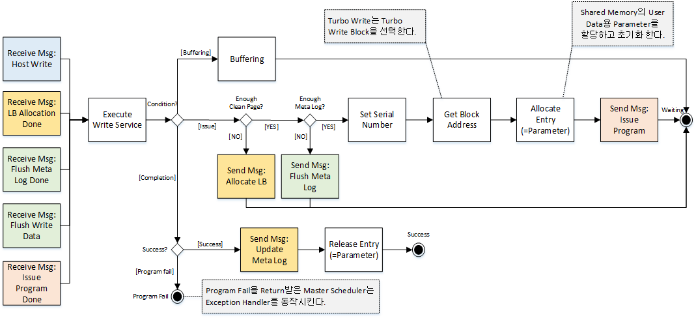 Receive Msg:
Host Write
Receive Msg:
LB Allocation
Done
Receive Msg:
Flush Meta
Log Done
Receive Msg:
Flush Write
Data
Receive Msg:
Issue
Program
Done
Execute
Write Service
Condition?
[Buffering]
[Issue]
[Completion]
Buffering
Enough
Clean Page?
[YES]
[NO]
Enough
Meta Log?
[YES]
[NO]
Send Msg:
Allocate LB
Send Msg:
Flush Meta
Log
Set Serial
Number
Turbo Write는 Turbo
Write Block을 선택한다.
Get Block
Address
Shared Memory의 User
Data용 Parameter를
할당하고 초기화 한다.
Allocate
Entry
(=Parameter)
Send Msg:
Issue
Program
Waiting
Success?
[Success]
[Program fail]
Send Msg:
Update
Meta Log
Release Entry
(=Parameter)
Success
Program Fail
Program Fail을 Return받은 Master Scheduler는
Exception Handler를 동작시킨다.